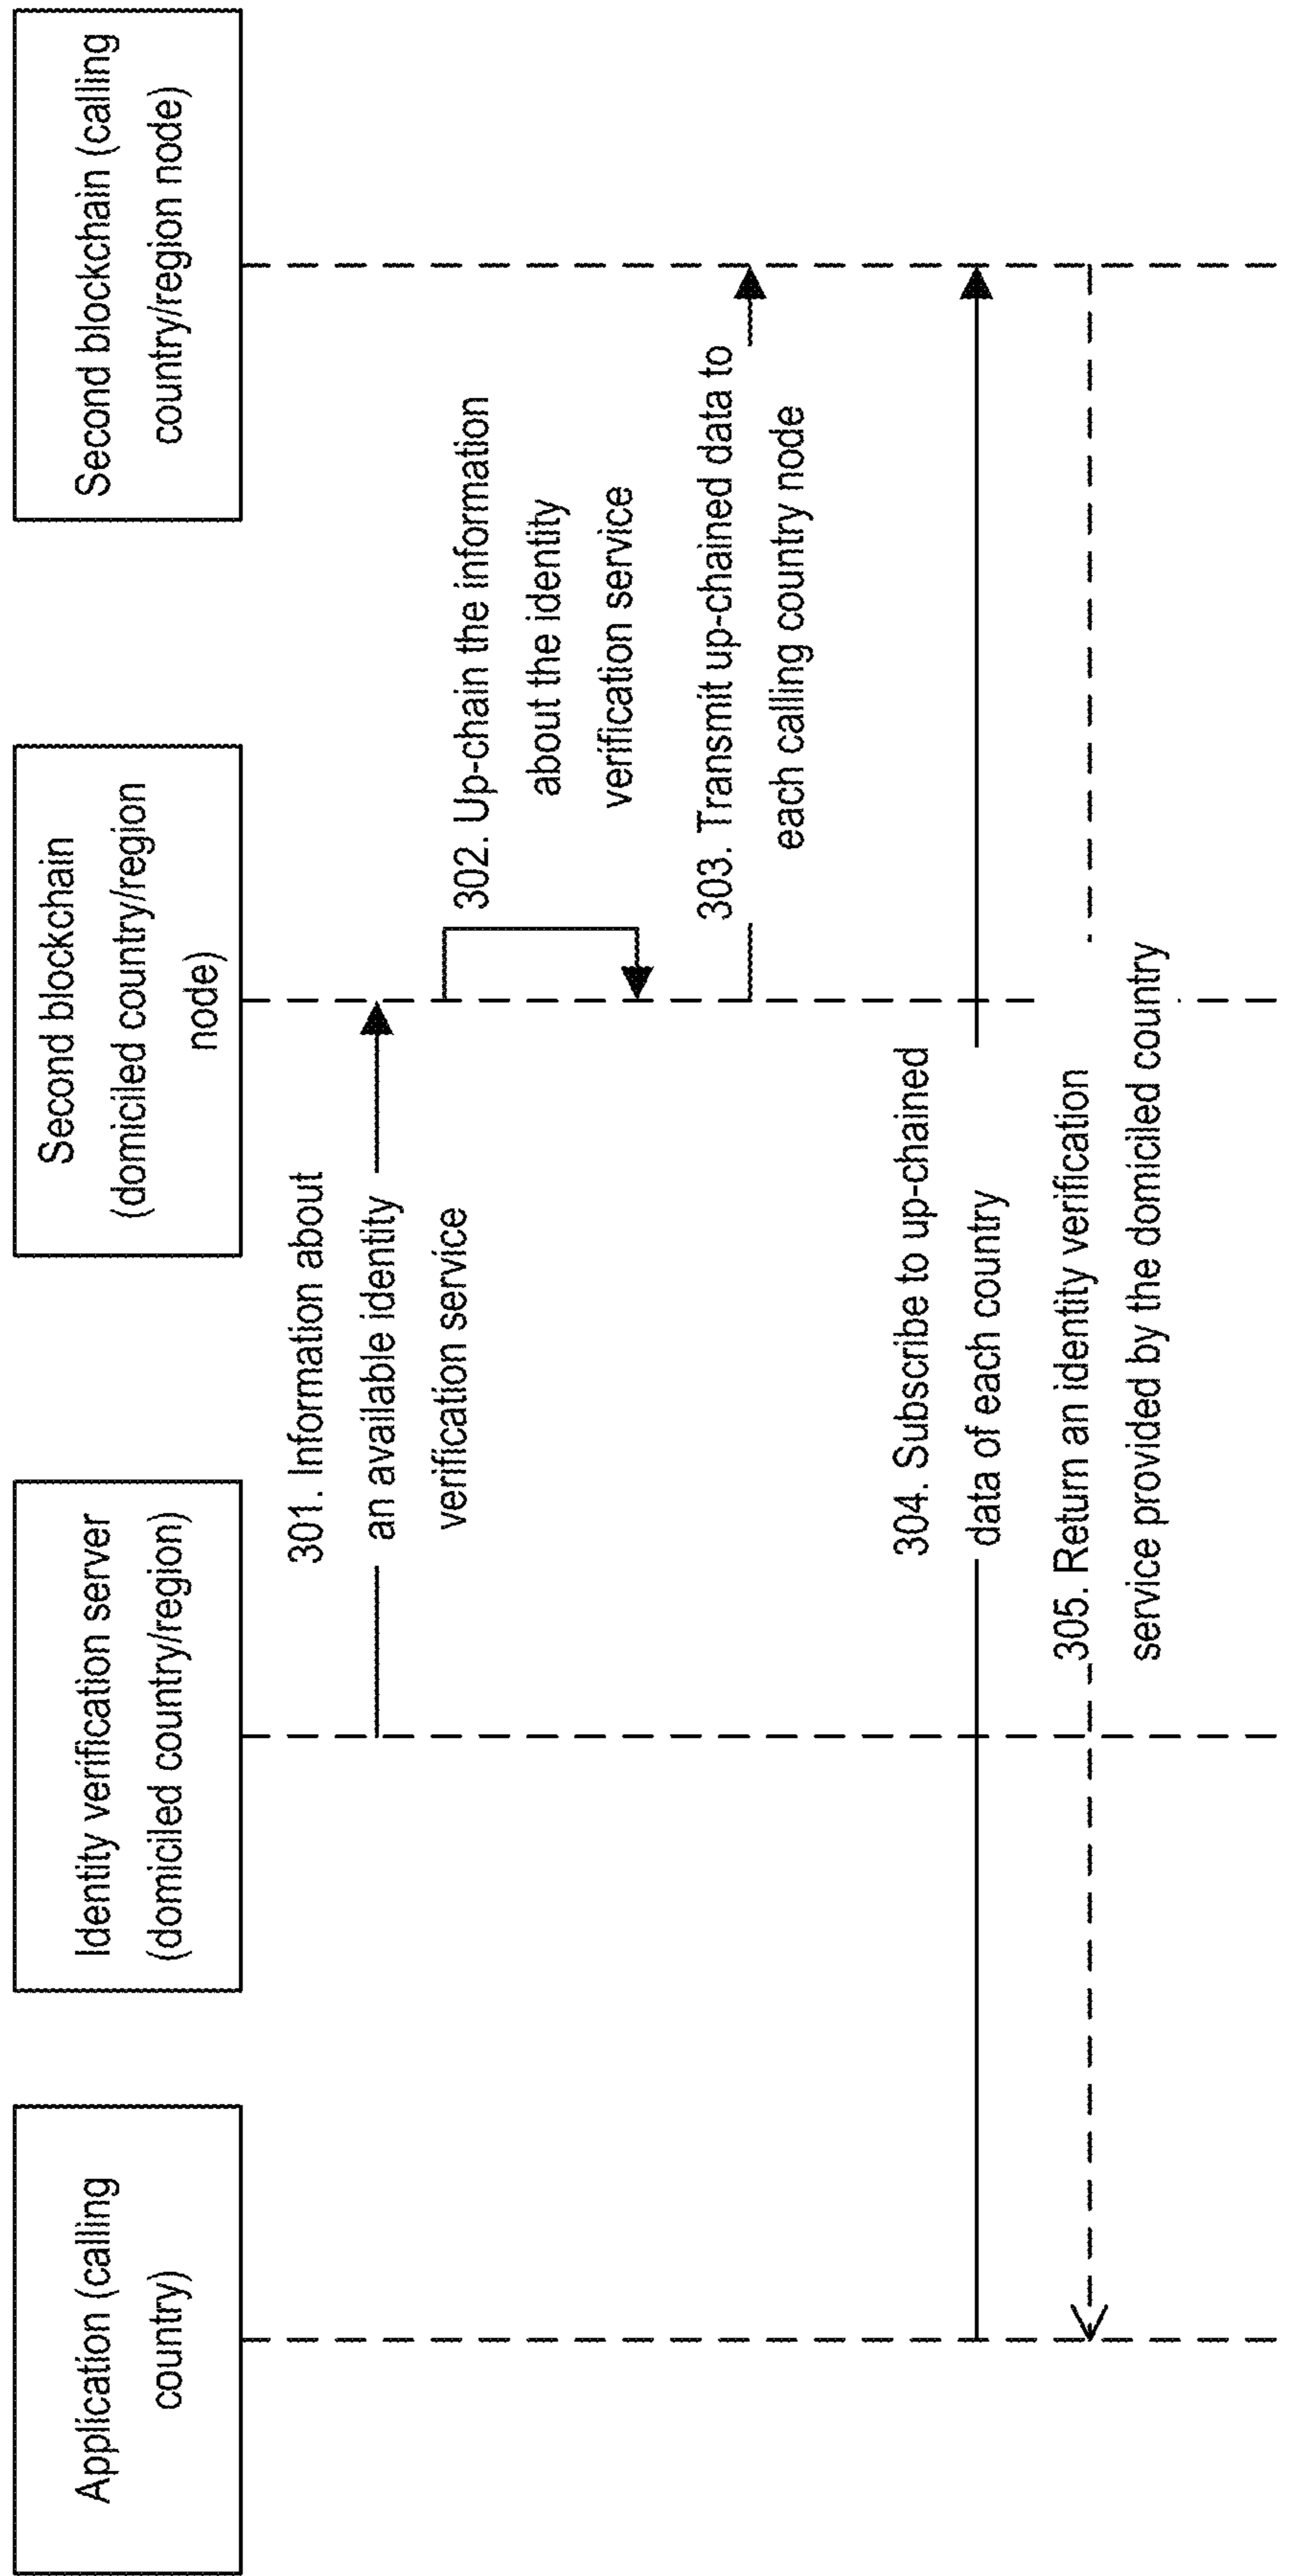 Application (calling
country)
Identity verification server
(domiciled country/region)
Second blockchain
(domiciled country/region
node)
Second blockchain (calling
country/region node)
301. Information about
an available identity
verification service
302. Up-chain the information
about the identity
verification service
303. Transmit up-chained data to
each calling country node
304. Subscribe to up-chained
data of each country
305. Return an identity verification
service provided by the domiciled country